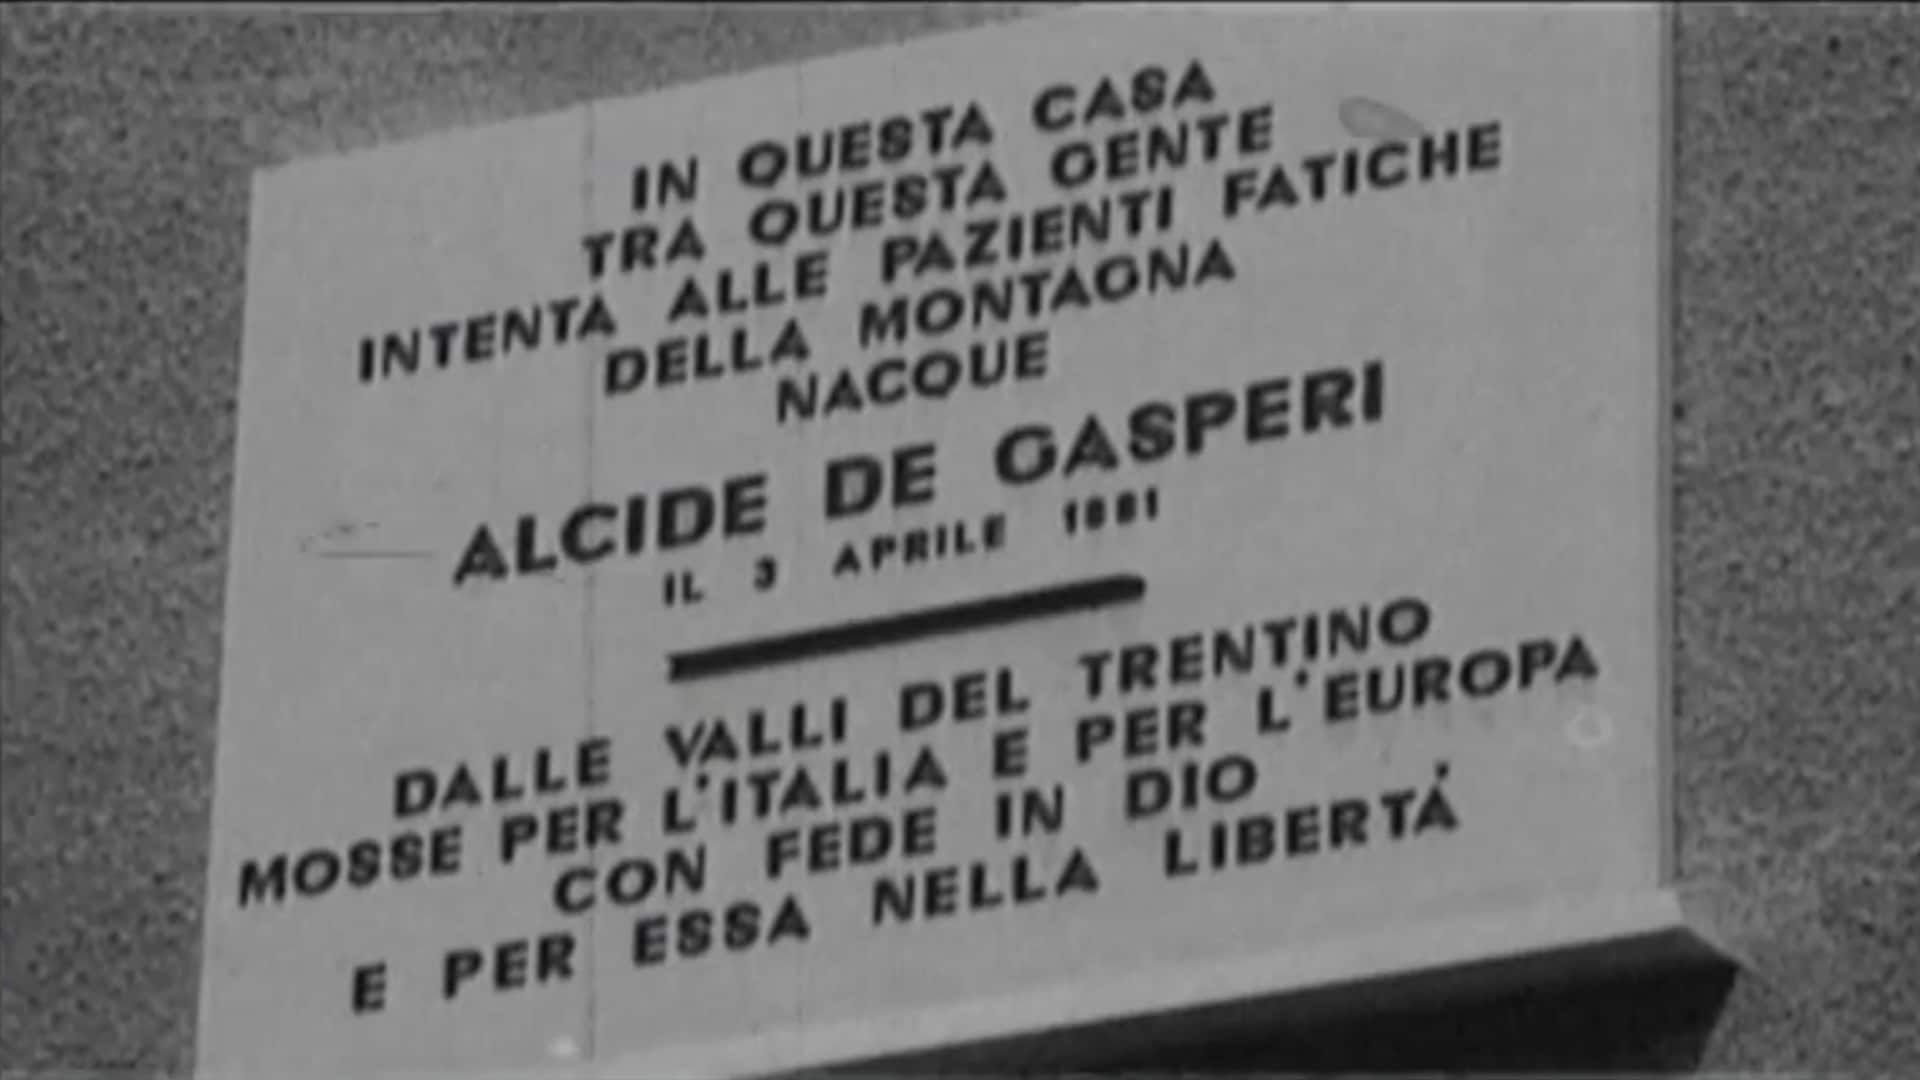 IN QUESTA CASA
TRA QUESTA GENTE
INTENTA ALLE PAZIENTI FATICHE
DELLA MONTAGNA
NACQUE
ALCIDE DE GASPERI
IL 3 APRILE 1881
DALLE VALLI DEL TRENTINO
MOSSE PER L'ITALIA E PER L'EUROPA
CON FEDE IN DIO
E PER ESSA NELLA LIBERTÀ